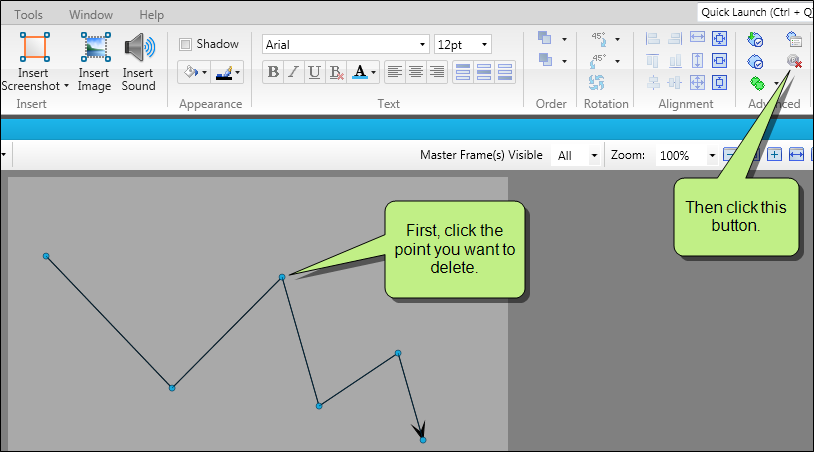 Tools Window Help Quick Launch (Ctrl + Q
Shadow Arial 12pt 45°
Insert Screenshot Insert Image Insert Sound
B I U B A 45°
Insert Appearance Text Order Rotation Alignment Advanced
Master Frame(s) Visible All Zoom: 100%
Then click this
button.
First, click the
point you want to
delete.